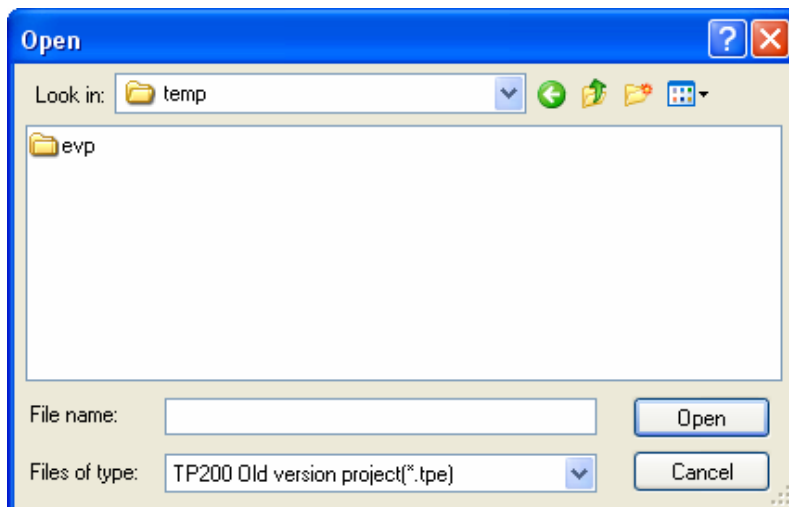 Open
Look in: temp
evp
File name: Open
Files of type: TP200 Old version project(*.tpe) Cancel